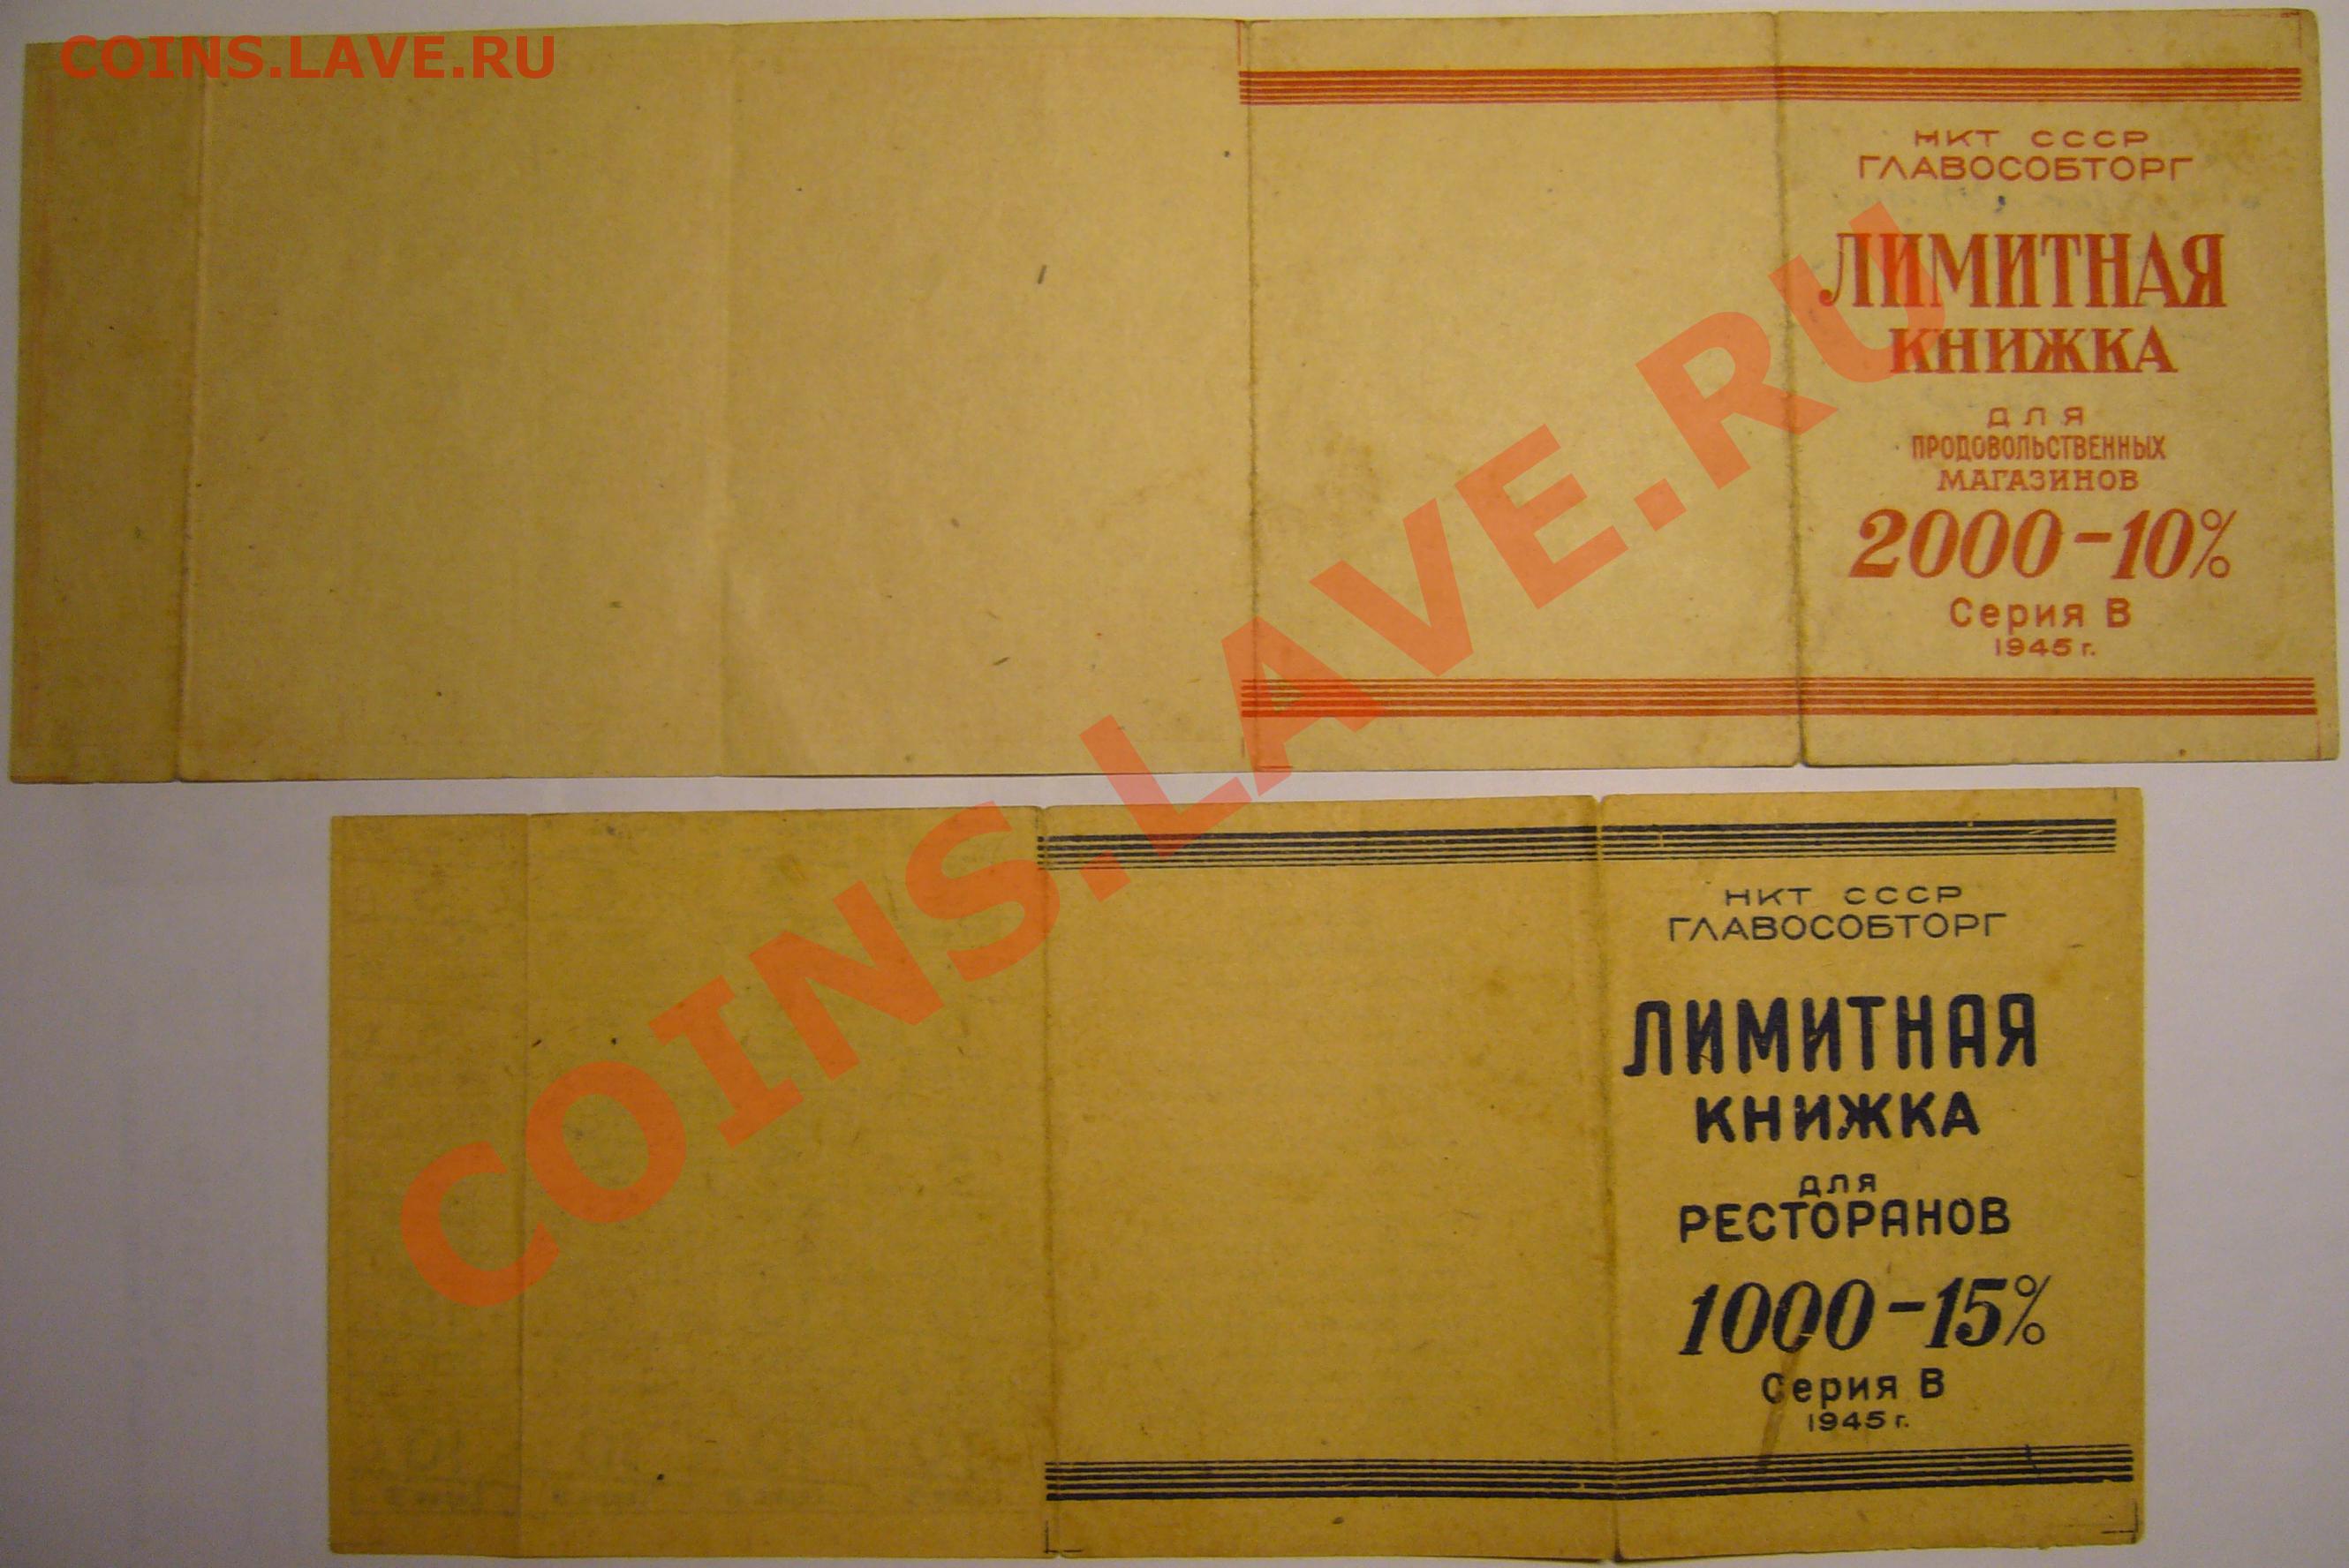 COINS.LAVE.RU
НКТ СССР
ГЛАВОСОБТОРГ
ЛИМИТНАЯ
КНИЖКА
ДЛЯ
ПРОДОВОЛЬСТВЕННЫХ
МАГАЗИНОВ
2000-10%
Серия В
1945 г.
COINS.LAVE.RU
НКТ СССР
ГЛАВОСОБТОРГ
ЛИМИТНАЯ
КНИЖКА
для
РЕСТОРАНОВ
1000-15%
Серия В
1945 г.